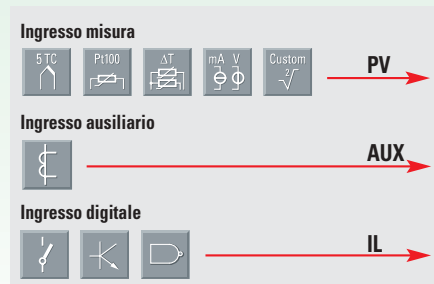 Ingresso misura
5 TC Pt100 ΔT mA V Custom
PV
Ingresso ausiliario
AUX
Ingresso digitale
IL